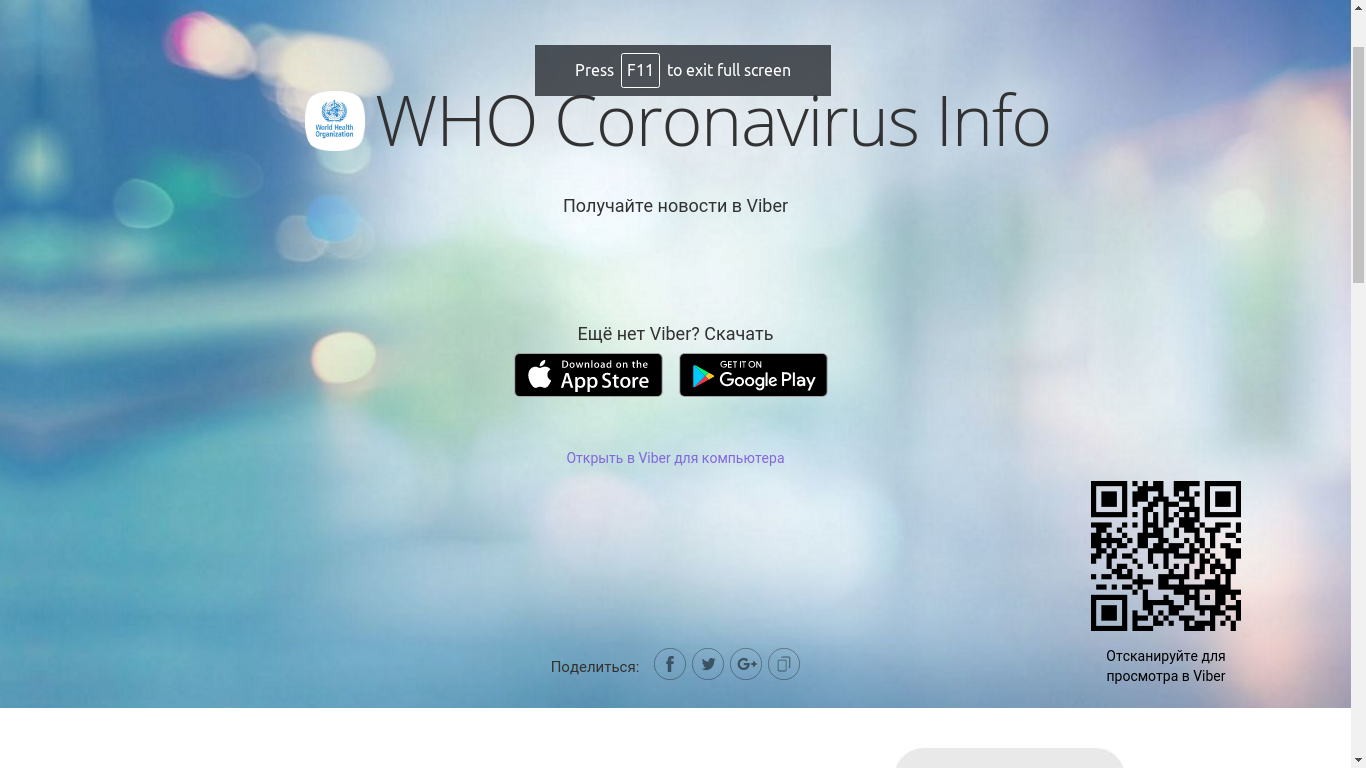 Press F11 to exit full screen
World Health
Organization
WHO Coronavirus Info
Получайте новости в Viber
Ещё нет Viber? Скачать
Download on the
App Store
GET IT ON
Google Play
Открыть в Viber для компьютера
Поделиться:
Отсканируйте для
просмотра в Viber